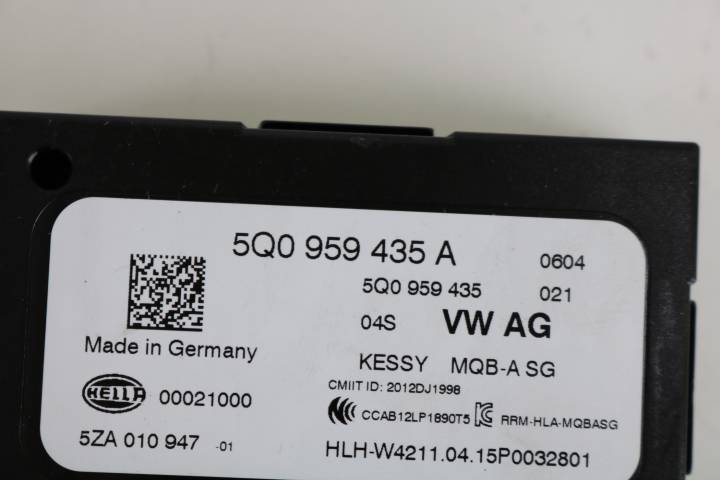 5Q0 959 435 A 0604
5Q0 959 435 021
04S VW AG
Made in Germany
KESSY MQB-A SG
CMIIT ID: 2012DJ1998
HELLA 00021000
CCAB12LP1890T5 RRM-HLA-MQBASG
5ZA 010 947 -01
HLH-W4211.04.15P0032801